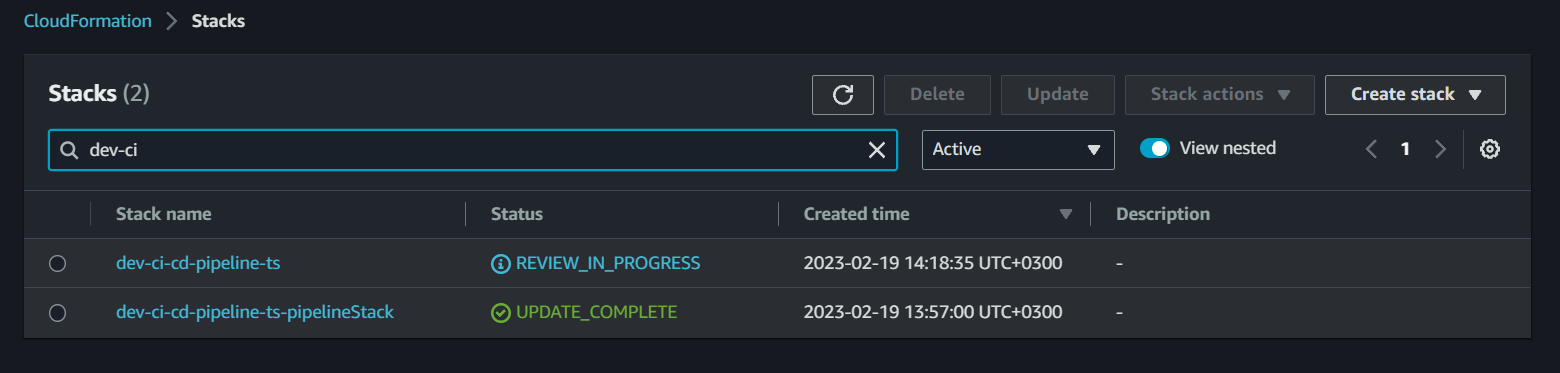 CloudFormation > Stacks
Stacks (2) Delete Update Stack actions Create stack
dev-ci Active View nested 1
Stack name Status Created time Description
dev-ci-cd-pipeline-ts REVIEW_IN_PROGRESS 2023-02-19 14:18:35 UTC+0300 -
dev-ci-cd-pipeline-ts-pipelineStack UPDATE_COMPLETE 2023-02-19 13:57:00 UTC+0300 -